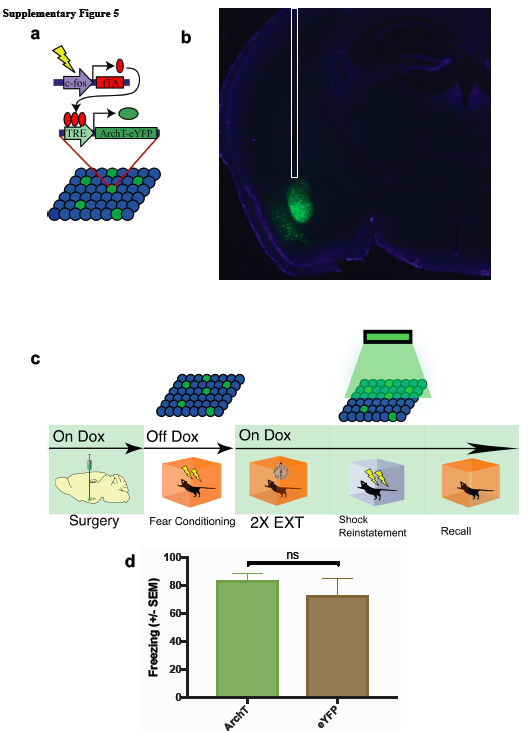 Supplementary Figure 5
a
b
c-fos
tTA
TRE
ArchT-eYFP
c
On Dox
Off Dox
On Dox
Surgery
Fear Conditioning
2X EXT
Shock
Reinstatement
Recall
d
ns
Freezing (+/- SEM)
100
80
60
40
20
0
ArchT
eYFP